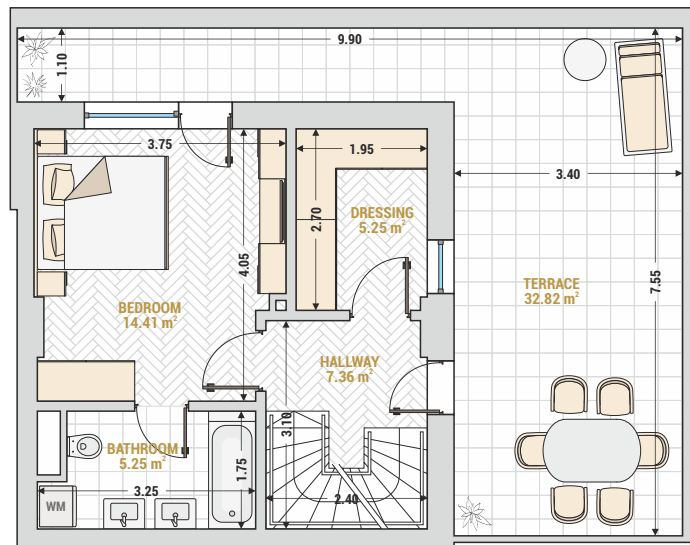 9.90
1.10
3.75
1.95
3.40
2.70
DRESSING
5.25 m²
4.05
7.55
TERRACE
32.82 m²
BEDROOM
14.41 m²
HALLWAY
7.36 m²
3.10
BATHROOM
5.25 m²
1.75
3.25
2.40
WM